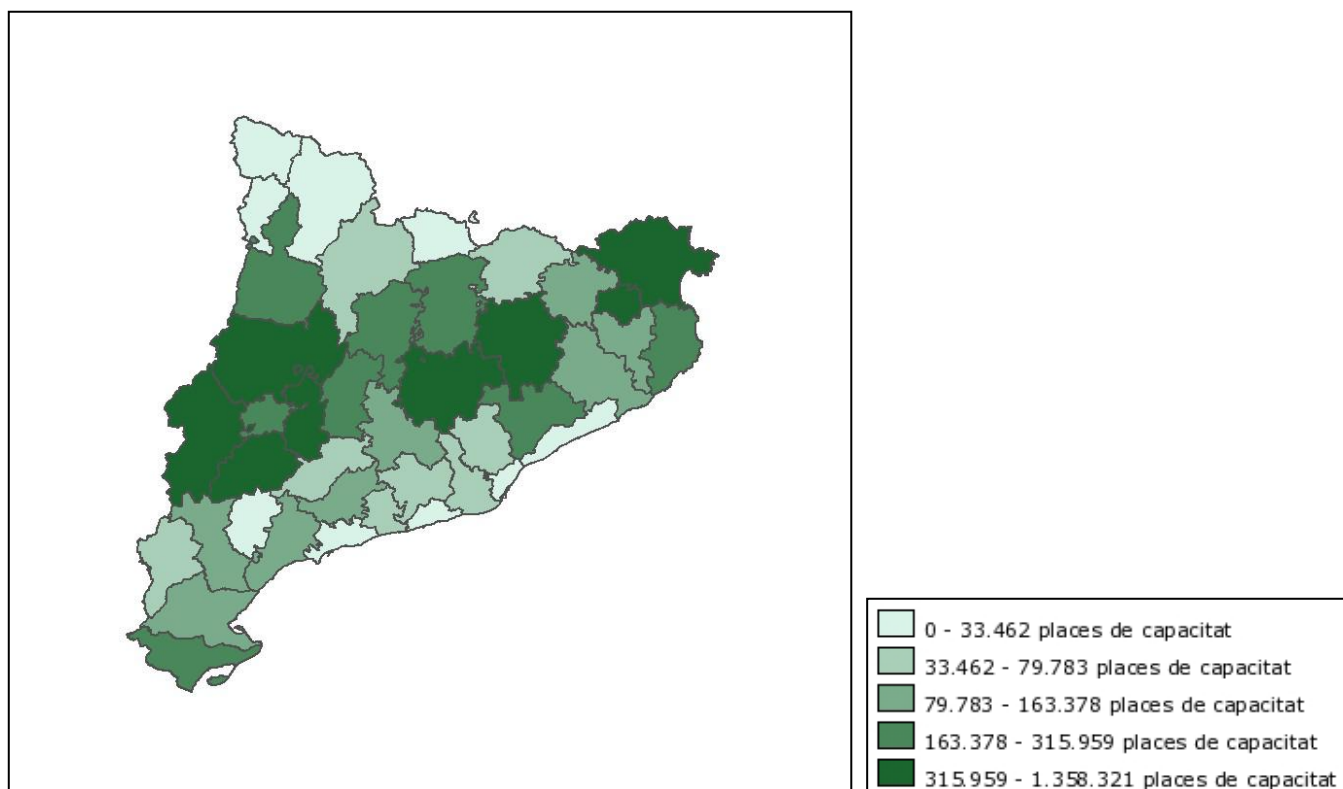 0 - 33.462 places de capacitat
33.462 - 79.783 places de capacitat
79.783 - 163.378 places de capacitat
163.378 - 315.959 places de capacitat
315.959 - 1.358.321 places de capacitat